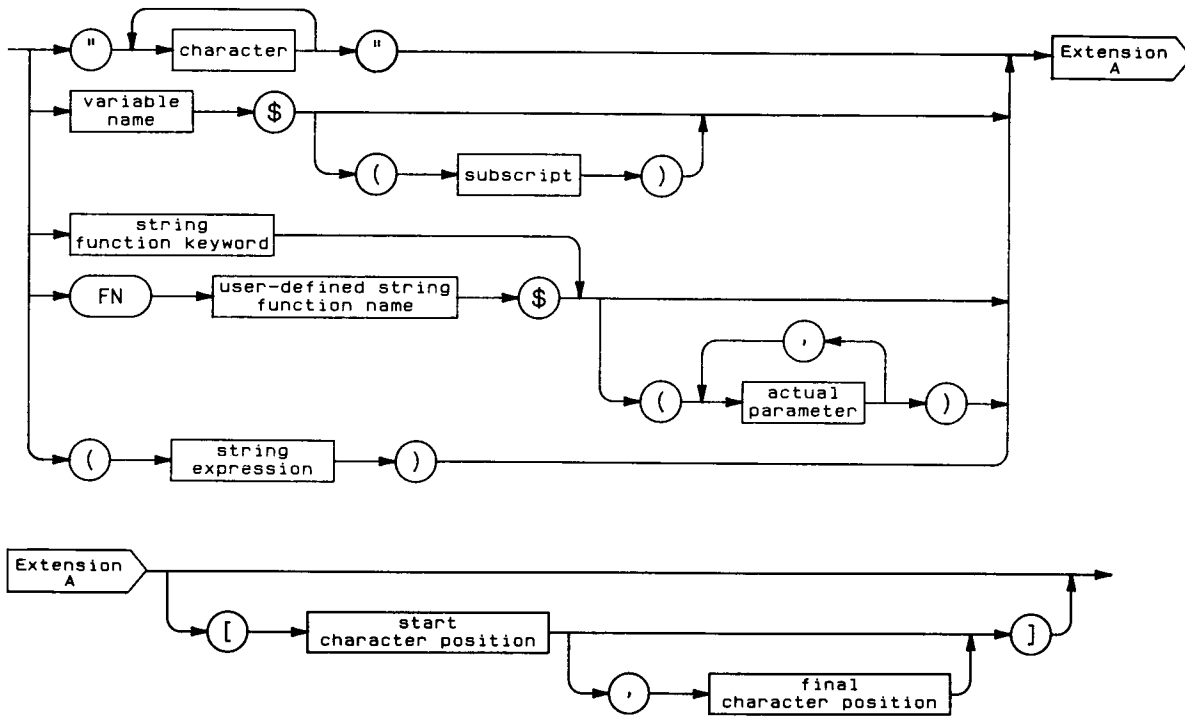 " character "
Extension
A
variable
name
$
( subscript )
string
function keyword
FN
user-defined string
function name
$
,
( actual
parameter )
( string
expression )
Extension
A
[ start
character position ]
, final
character position